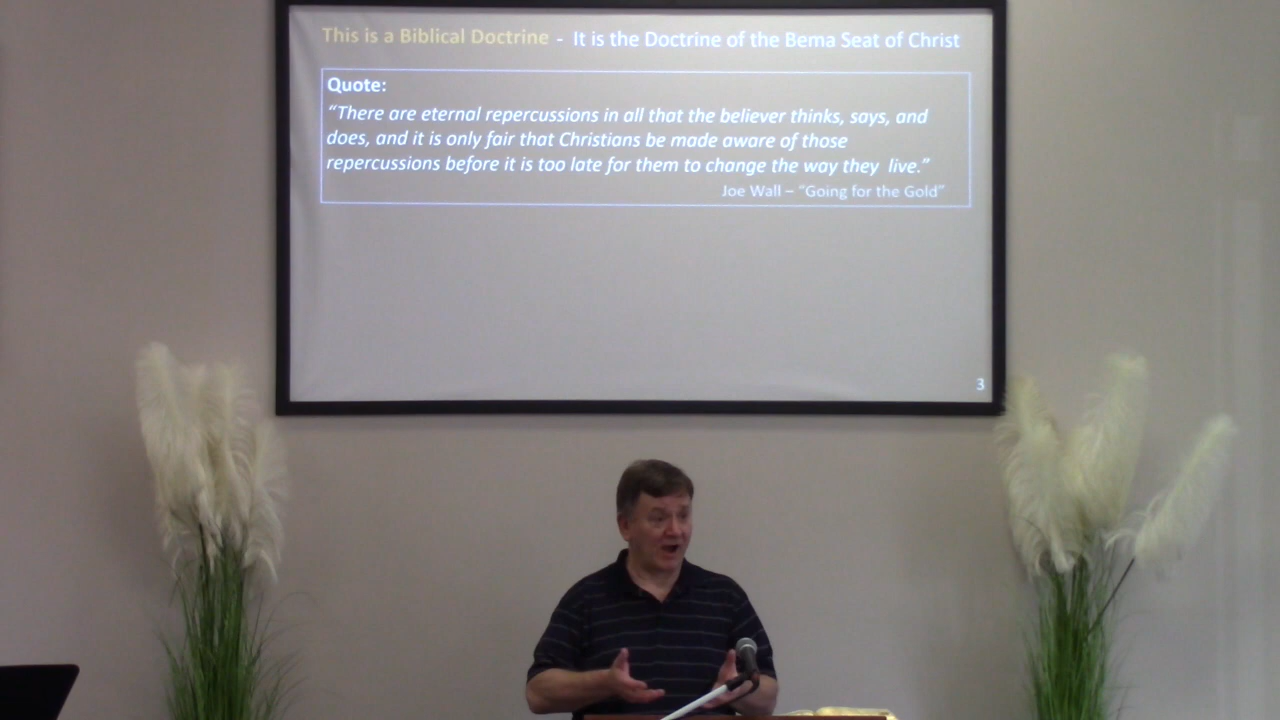 This is a Biblical Doctrine - It is the Doctrine of the Bema Seat of Christ
Quote:
“There are eternal repercussions in all that the believer thinks, says, and
does, and it is only fair that Christians be made aware of those
repercussions before it is too late for them to change the way they live.”
Joe Wall – “Going for the Gold”
3